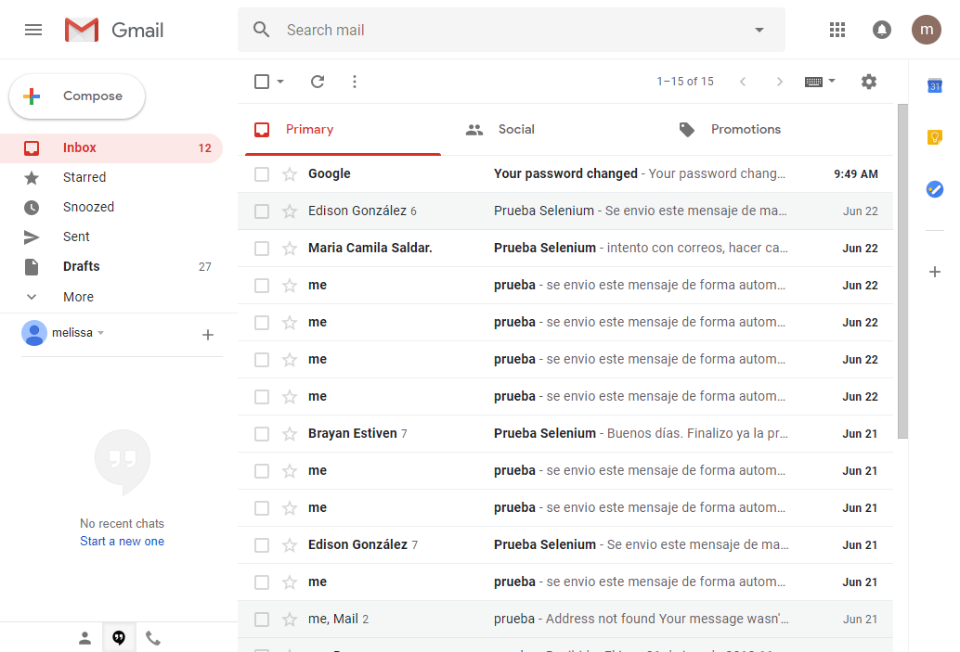 Gmail
Search mail
m
Compose
1–15 of 15
31
Primary
Social
Promotions
Inbox 12
Starred
Snoozed
Sent
Drafts 27
More
melissa
No recent chats
Start a new one
Google Your password changed - Your password chang… 9:49 AM
Edison González 6 Prueba Selenium - Se envio este mensaje de ma… Jun 22
Maria Camila Saldar. Prueba Selenium - intento con correos, hacer ca… Jun 22
me prueba - se envio este mensaje de forma autom… Jun 22
me prueba - se envio este mensaje de forma autom… Jun 22
me prueba - se envio este mensaje de forma autom… Jun 22
me prueba - se envio este mensaje de forma autom… Jun 22
Brayan Estiven 7 Prueba Selenium - Buenos días. Finalizo ya la pr… Jun 21
me prueba - se envio este mensaje de forma autom… Jun 21
me prueba - se envio este mensaje de forma autom… Jun 21
Edison González 7 Prueba Selenium - Se envio este mensaje de ma… Jun 21
me prueba - se envio este mensaje de forma autom… Jun 21
me, Mail 2 prueba - Address not found Your message wasn'… Jun 21